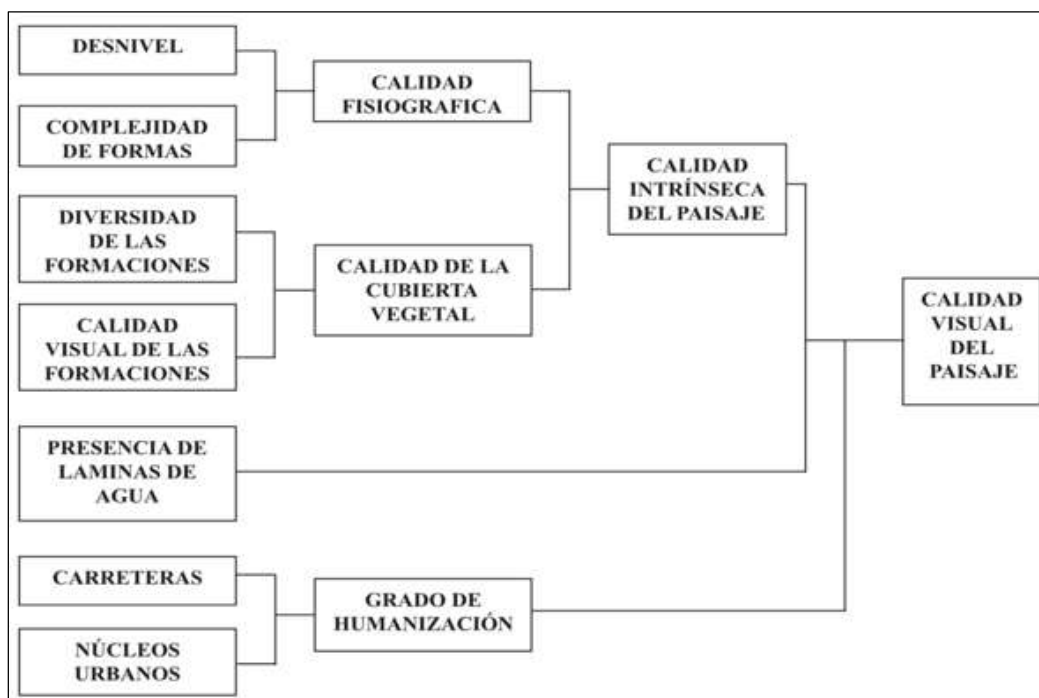 DESNIVEL
COMPLEJIDAD
DE FORMAS
DIVERSIDAD
DE LAS
FORMACIONES
CALIDAD
VISUAL DE LAS
FORMACIONES
PRESENCIA DE
LAMINAS DE
AGUA
CARRETERAS
NÚCLEOS
URBANOS
CALIDAD
FISIOGRAFICA
CALIDAD DE LA
CUBIERTA
VEGETAL
GRADO DE
HUMANIZACIÓN
CALIDAD
INTRÍNSECA
DEL PAISAJE
CALIDAD
VISUAL
DEL
PAISAJE